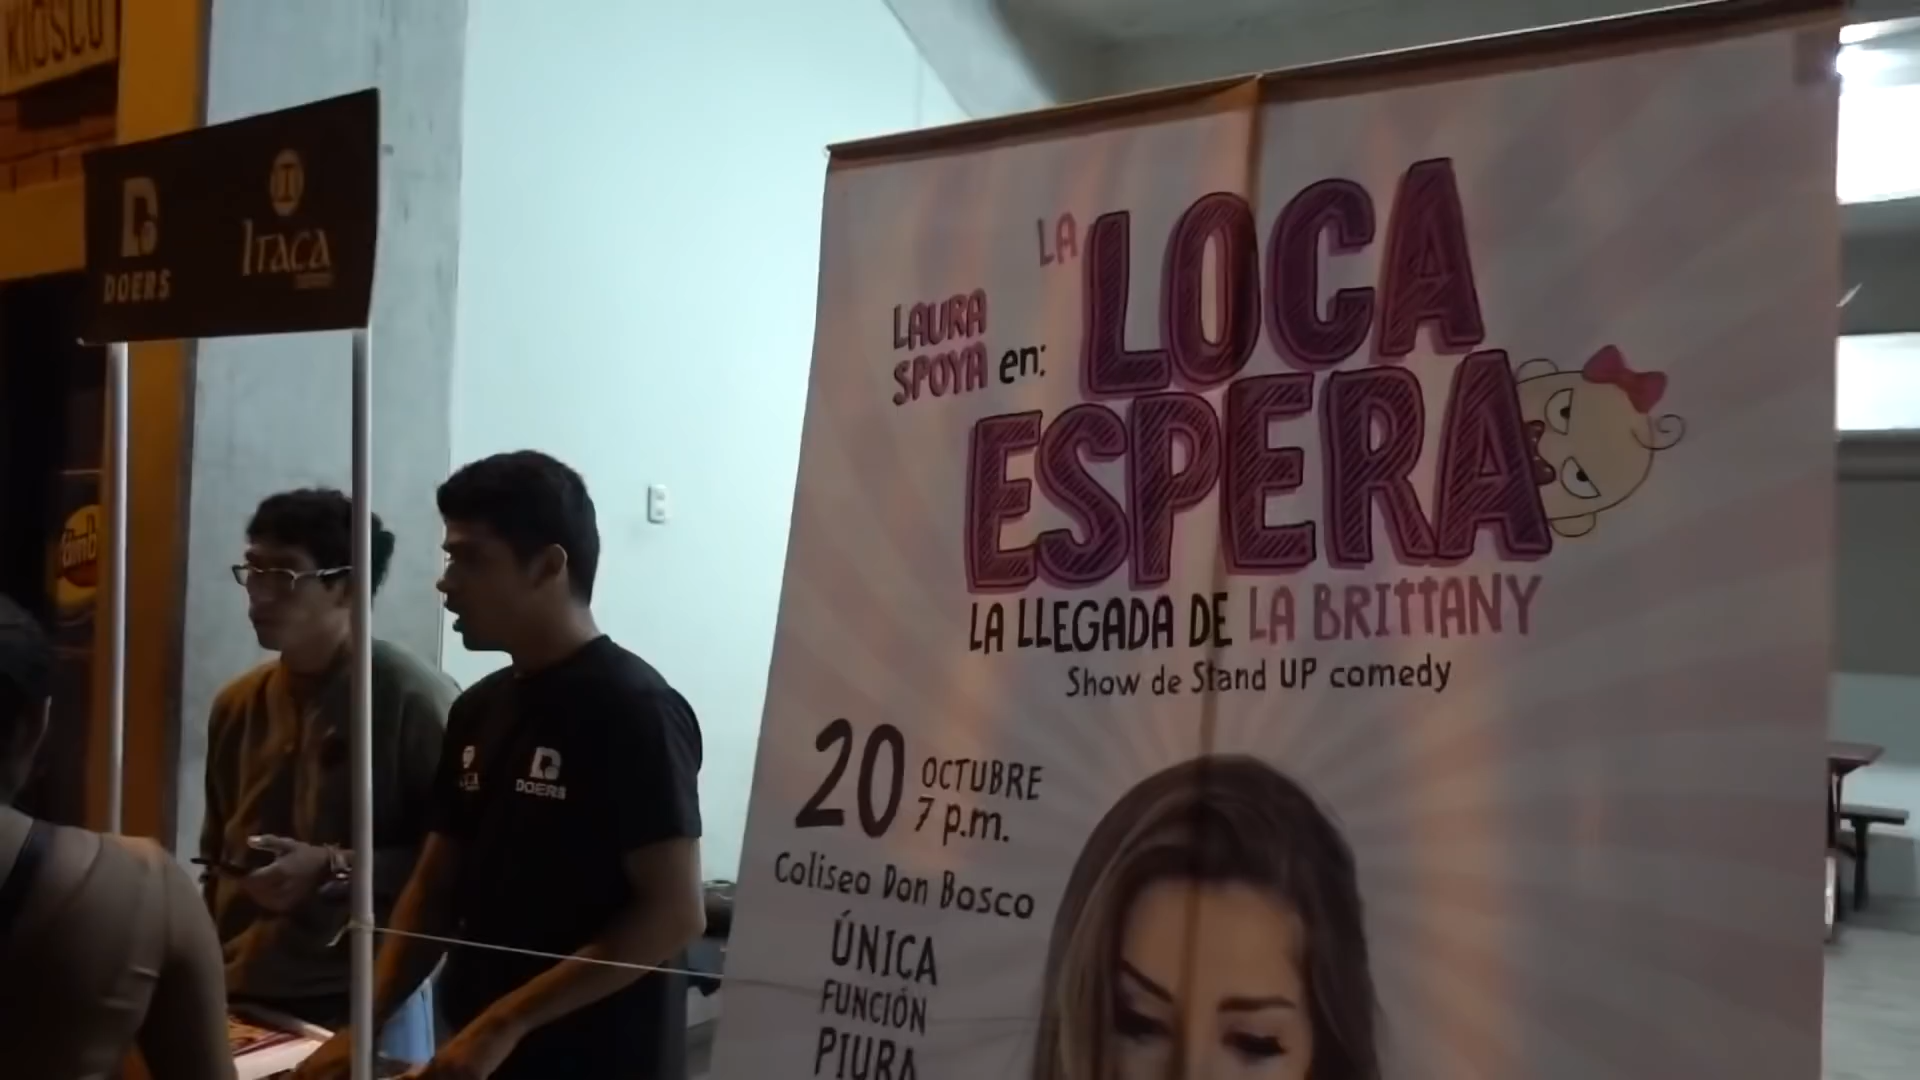 KIOSCO
DOERS
ITACA
LA LOCA
LAURA
SPOYA en:
ESPERA
LA LLEGADA DE LA BRITTANY
Show de Stand UP comedy
20 OCTUBRE
7 p.m.
Coliseo Don Bosco
ÚNICA
FUNCIÓN
PIURA
DOERS